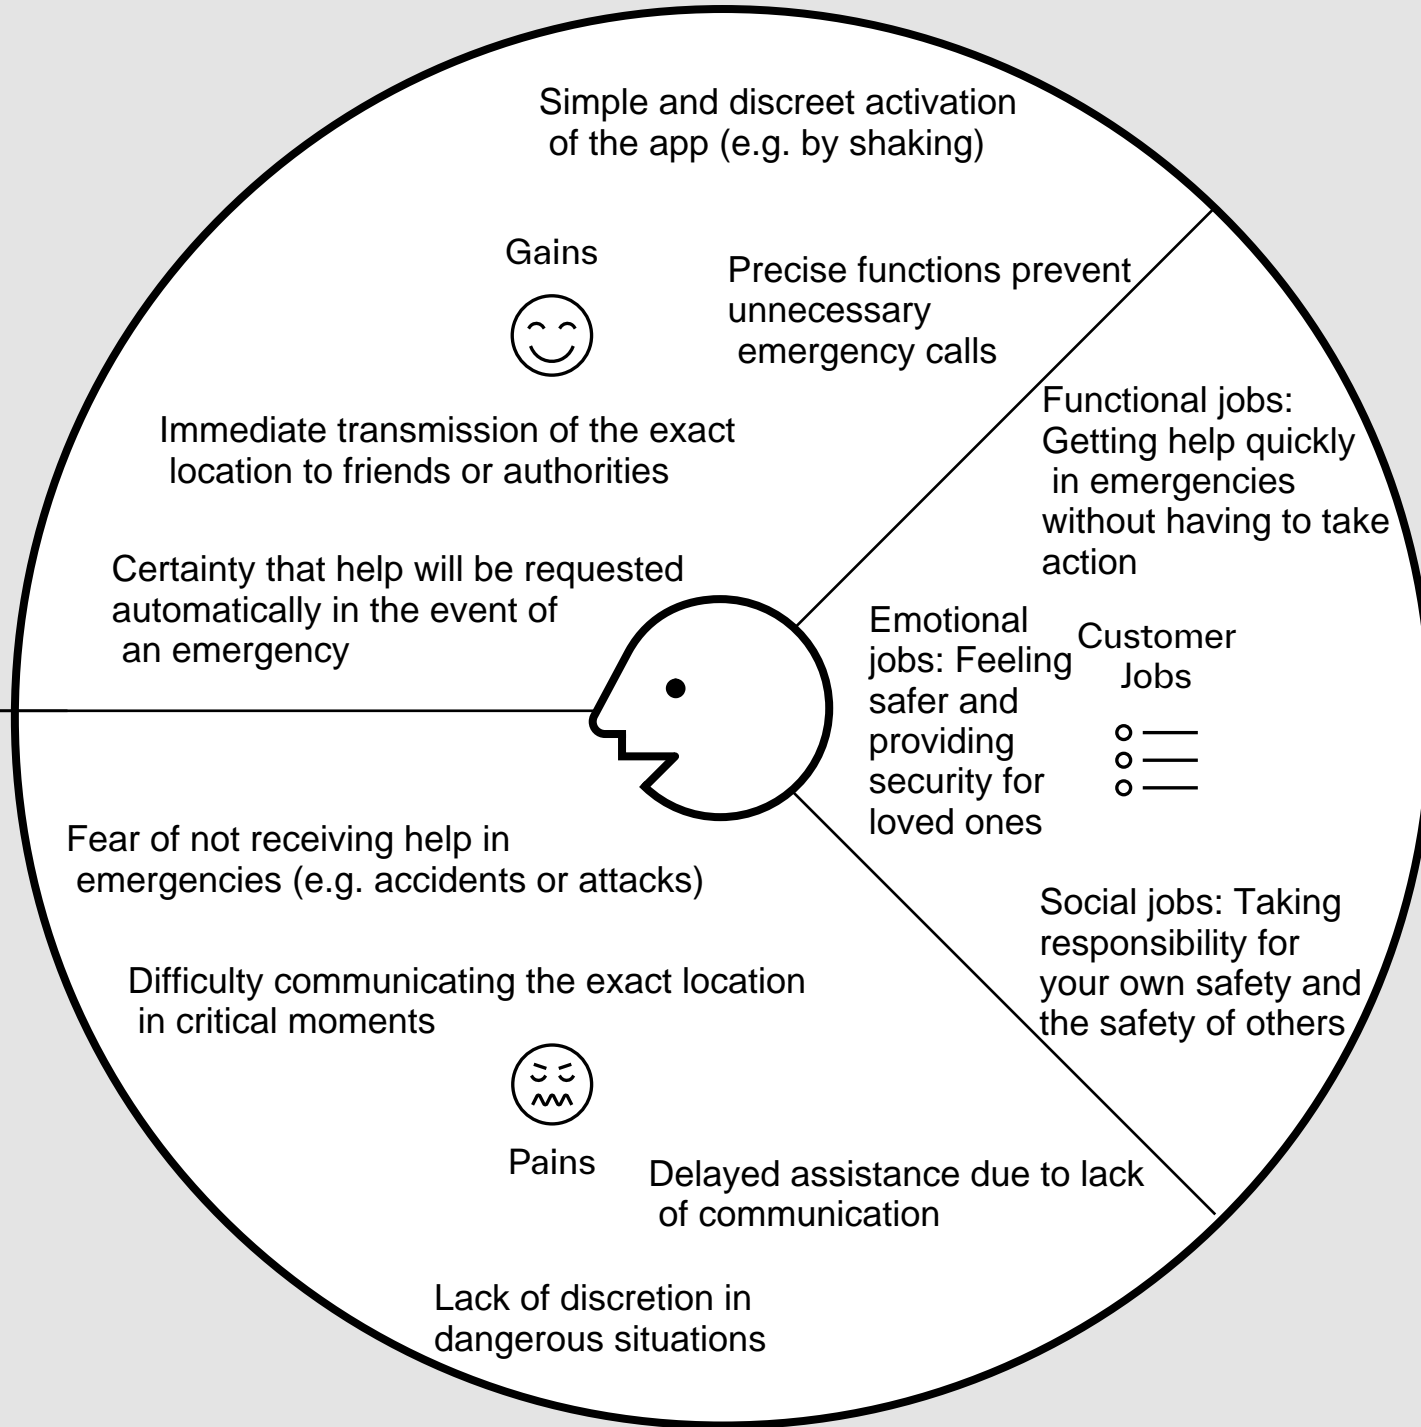 Simple and discreet activation
of the app (e.g. by shaking)
Gains
Precise functions prevent
unnecessary
emergency calls
Immediate transmission of the exact
location to friends or authorities
Certainty that help will be requested
automatically in the event of
an emergency
Functional jobs:
Getting help quickly
in emergencies
without having to take
action
Emotional
jobs: Feeling
safer and
providing
security for
loved ones
Customer
Jobs
Social jobs: Taking
responsibility for
your own safety and
the safety of others
Fear of not receiving help in
emergencies (e.g. accidents or attacks)
Difficulty communicating the exact location
in critical moments
Pains
Delayed assistance due to lack
of communication
Lack of discretion in
dangerous situations